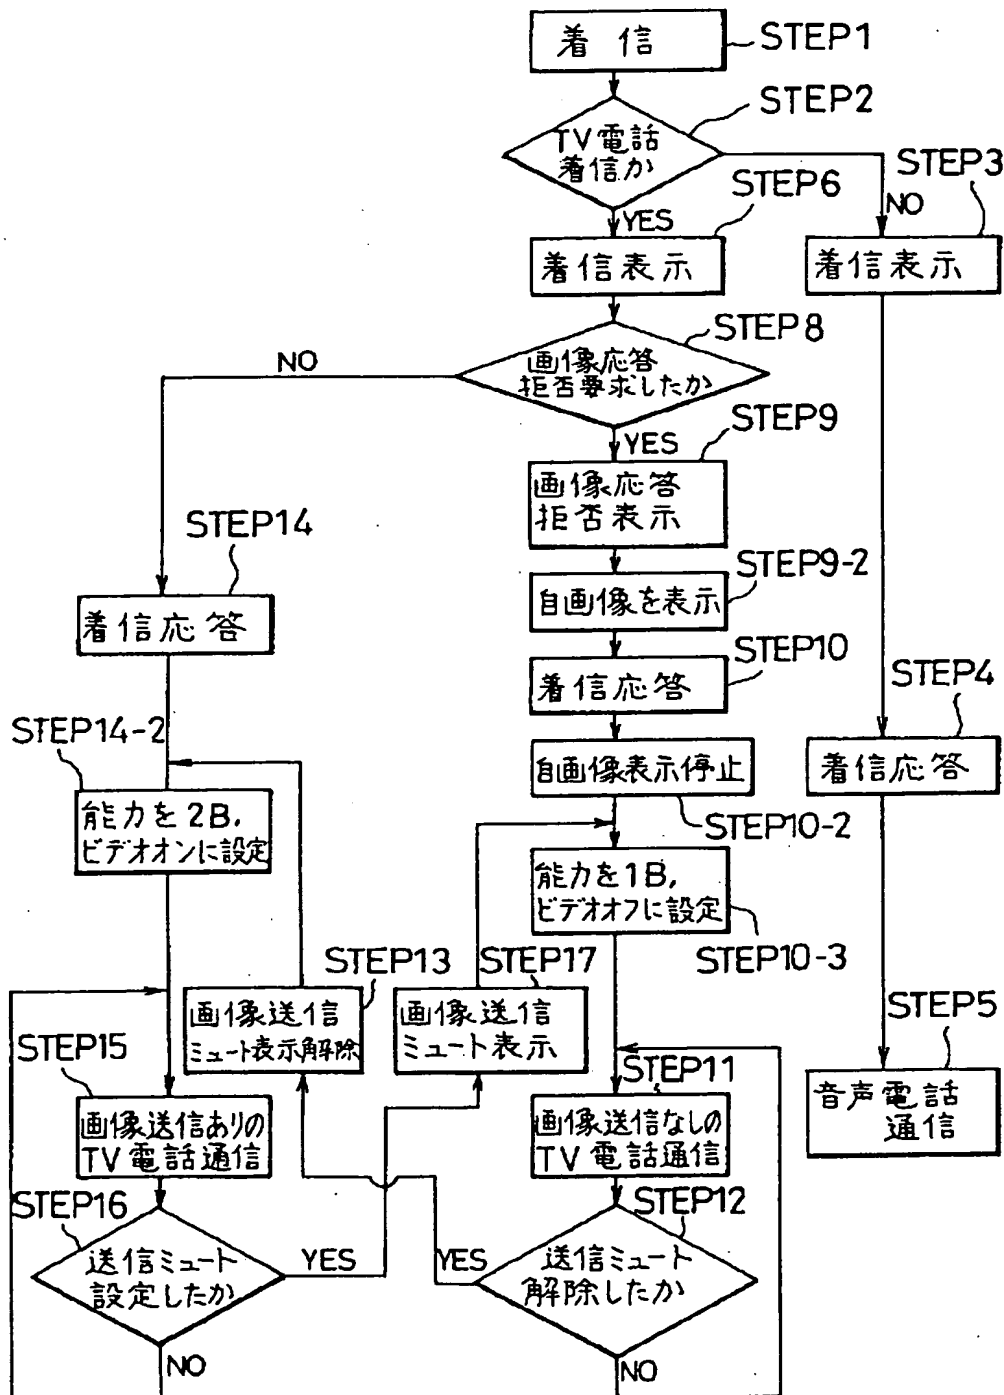 着信
STEP1
STEP2
TV電話
着信か
STEP3
NO
STEP6
YES
着信表示
着信表示
STEP8
画像応答
拒否要求したか
NO
YES
STEP9
画像応答
拒否表示
STEP14
着信応答
STEP9-2
自画像を表示
STEP10
着信応答
STEP4
着信応答
STEP14-2
能力を2B,
ビデオオンに設定
自画像表示停止
STEP10-2
能力を1B,
ビデオオフに設定
STEP10-3
STEP13
画像送信
ミュート表示解除
STEP17
画像送信
ミュート表示
STEP5
音声電話
通信
STEP15
画像送信ありの
TV電話通信
STEP11
画像送信なしの
TV電話通信
STEP16
送信ミュート
設定したか
YES
NO
STEP12
送信ミュート
解除したか
YES
NO